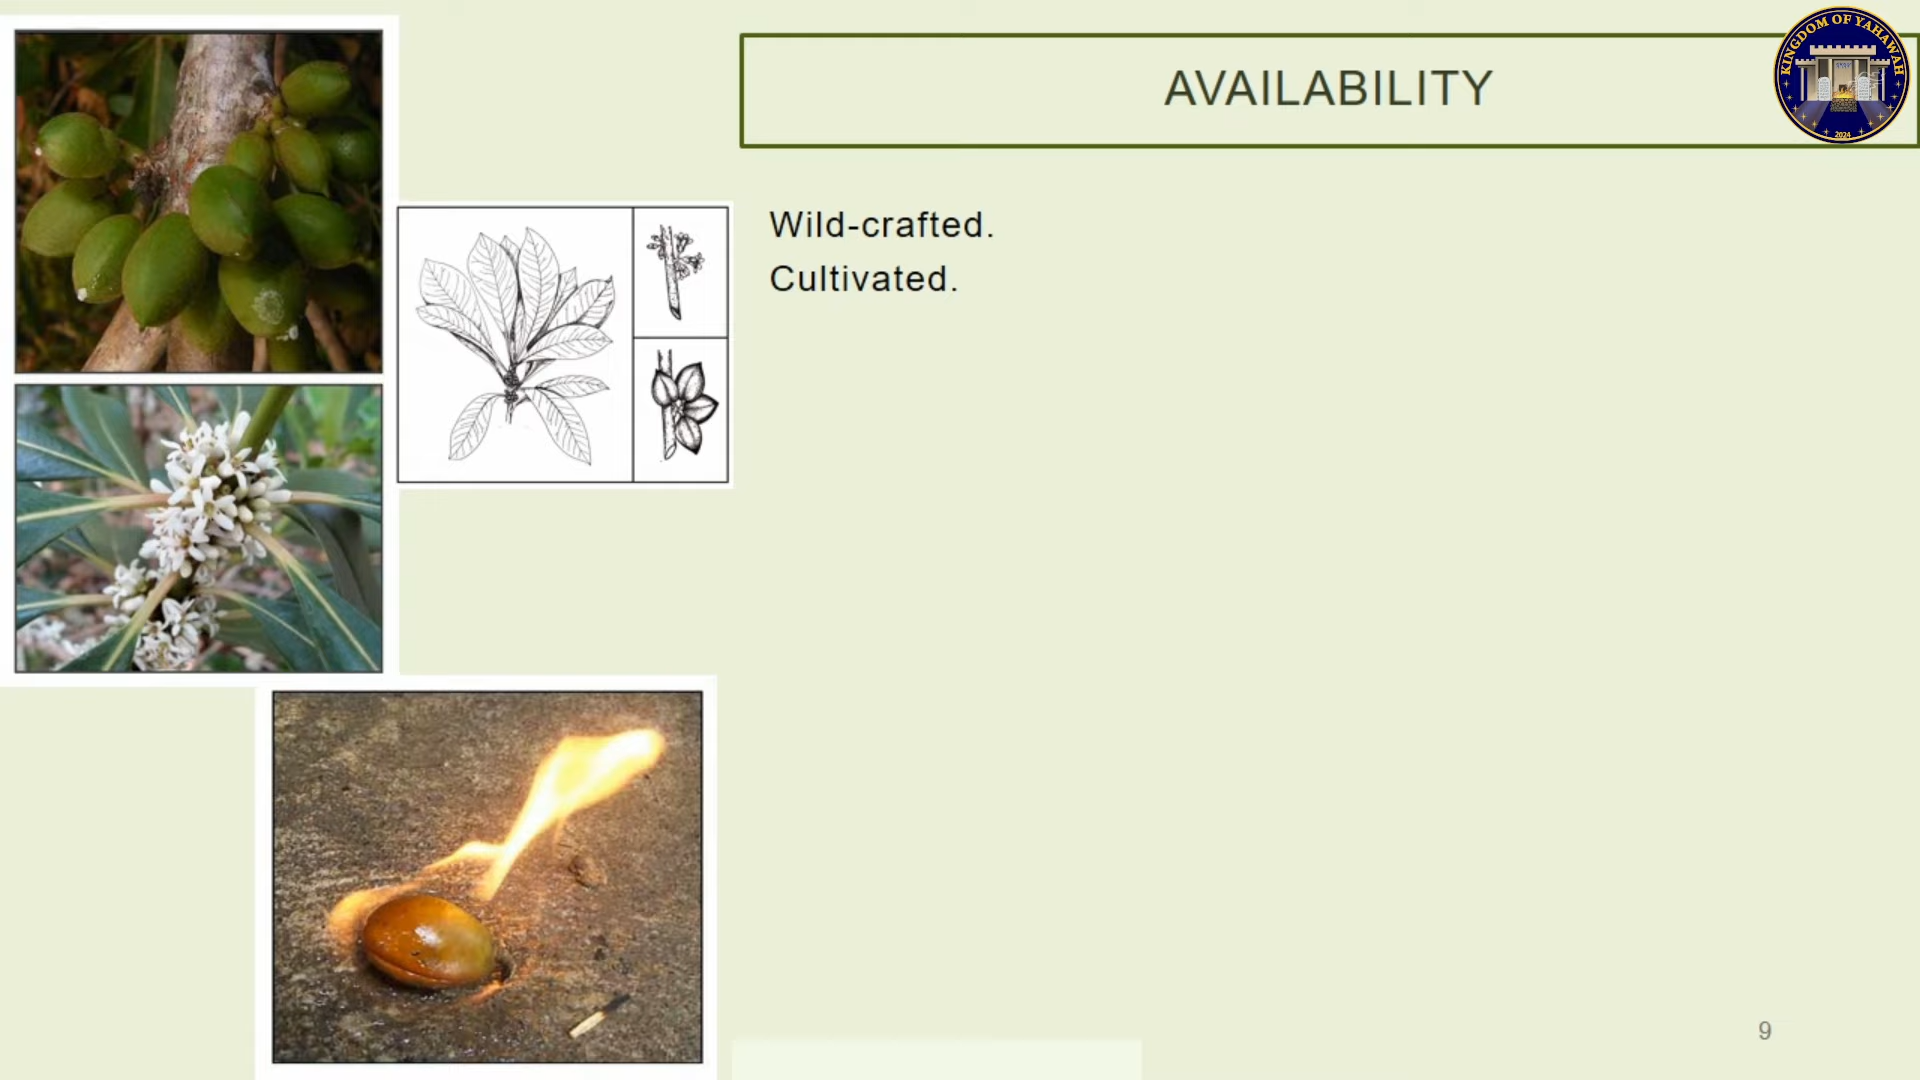 KINGDOM OF YAHAWAH
AVAILABILITY
2024
Wild-crafted.
Cultivated.
9